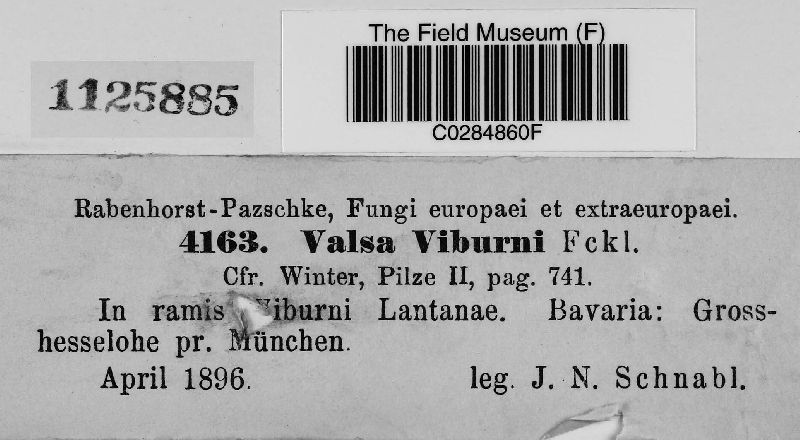 The Field Museum (F)
1125885
C0284860F
Rabenhorst-Pazschke, Fungi europaei et extraeuropaei.
4163. Valsa Viburni Fckl.
Cfr. Winter, Pilze II, pag. 741.
In ramis Viburni Lantanae. Bavaria: Gross-
hesselohe pr. München.
April 1896. leg. J. N. Schnabl.